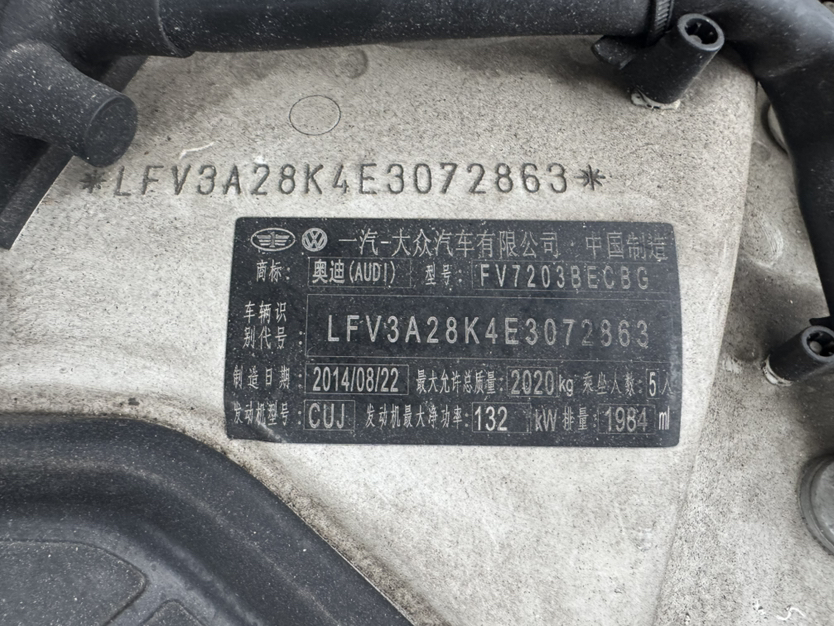 *LFV3A28K4E3072863*
一汽-大众汽车有限公司·中国制造
商标: 奥迪(AUDI) 型号: FV7203BECBG
车辆识别代号: LFV3A28K4E3072863
制造日期: 2014/08/22 最大允许总质量: 2020 kg 乘坐人数: 5人
发动机型号: CUJ 发动机最大净功率: 132 kW 排量: 1984 ml